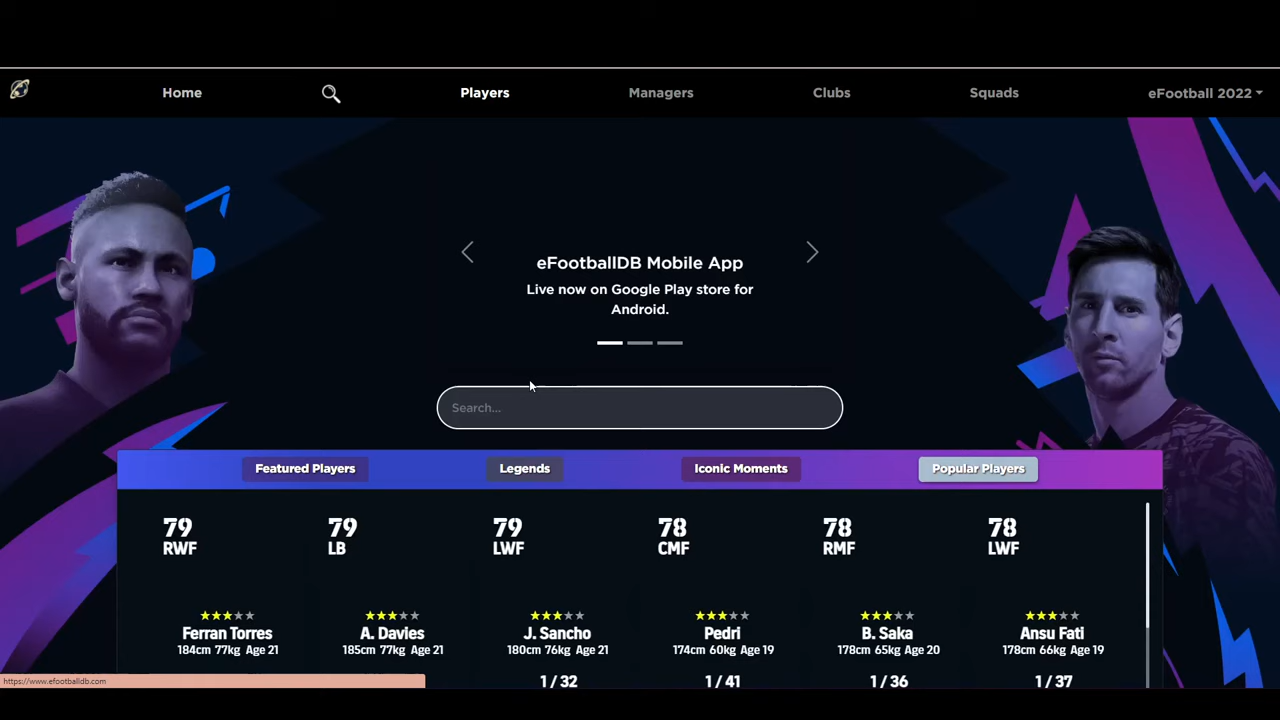 Home Players Managers Clubs Squads eFootball 2022
eFootballDB Mobile App
Live now on Google Play store for
Android.
Search...
Featured Players Legends Iconic Moments Popular Players
79 79 79 78 78 78
RWF LB LWF CMF RMF LWF
Ferran Torres A. Davies J. Sancho Pedri B. Saka Ansu Fati
184cm 77kg Age 21 185cm 77kg Age 21 180cm 76kg Age 21 174cm 60kg Age 19 178cm 65kg Age 20 178cm 66kg Age 19
1 / 32 1 / 41 1 / 36 1 / 37
https://www.efootballdb.com